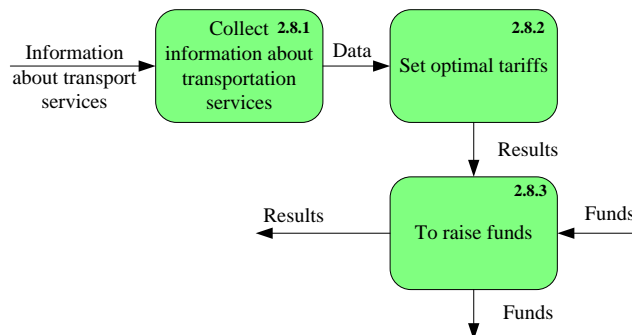 Information
about transport
services
Collect 2.8.1
information about
transportation
services
Data
2.8.2
Set optimal tariffs
Results
2.8.3
To raise funds
Results
Funds
Funds